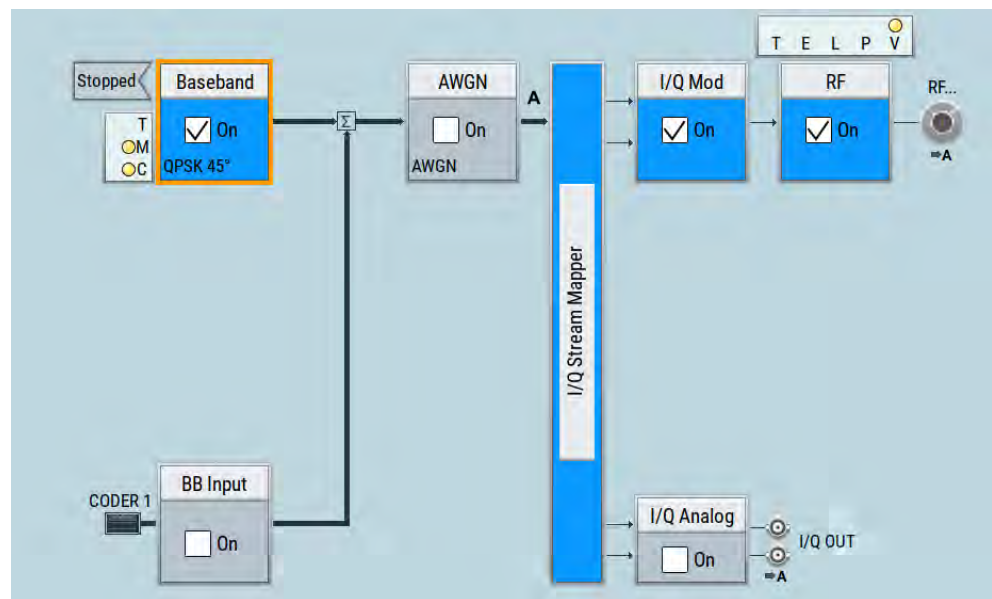 T E L P V
Stopped
Baseband
On
QPSK 45°
T
M
C
Σ
AWGN
On
AWGN
A
I/Q Mod
On
RF
On
RF...
⇒A
I/Q Stream Mapper
CODER 1
BB Input
On
I/Q Analog
On
I/Q OUT
⇒A